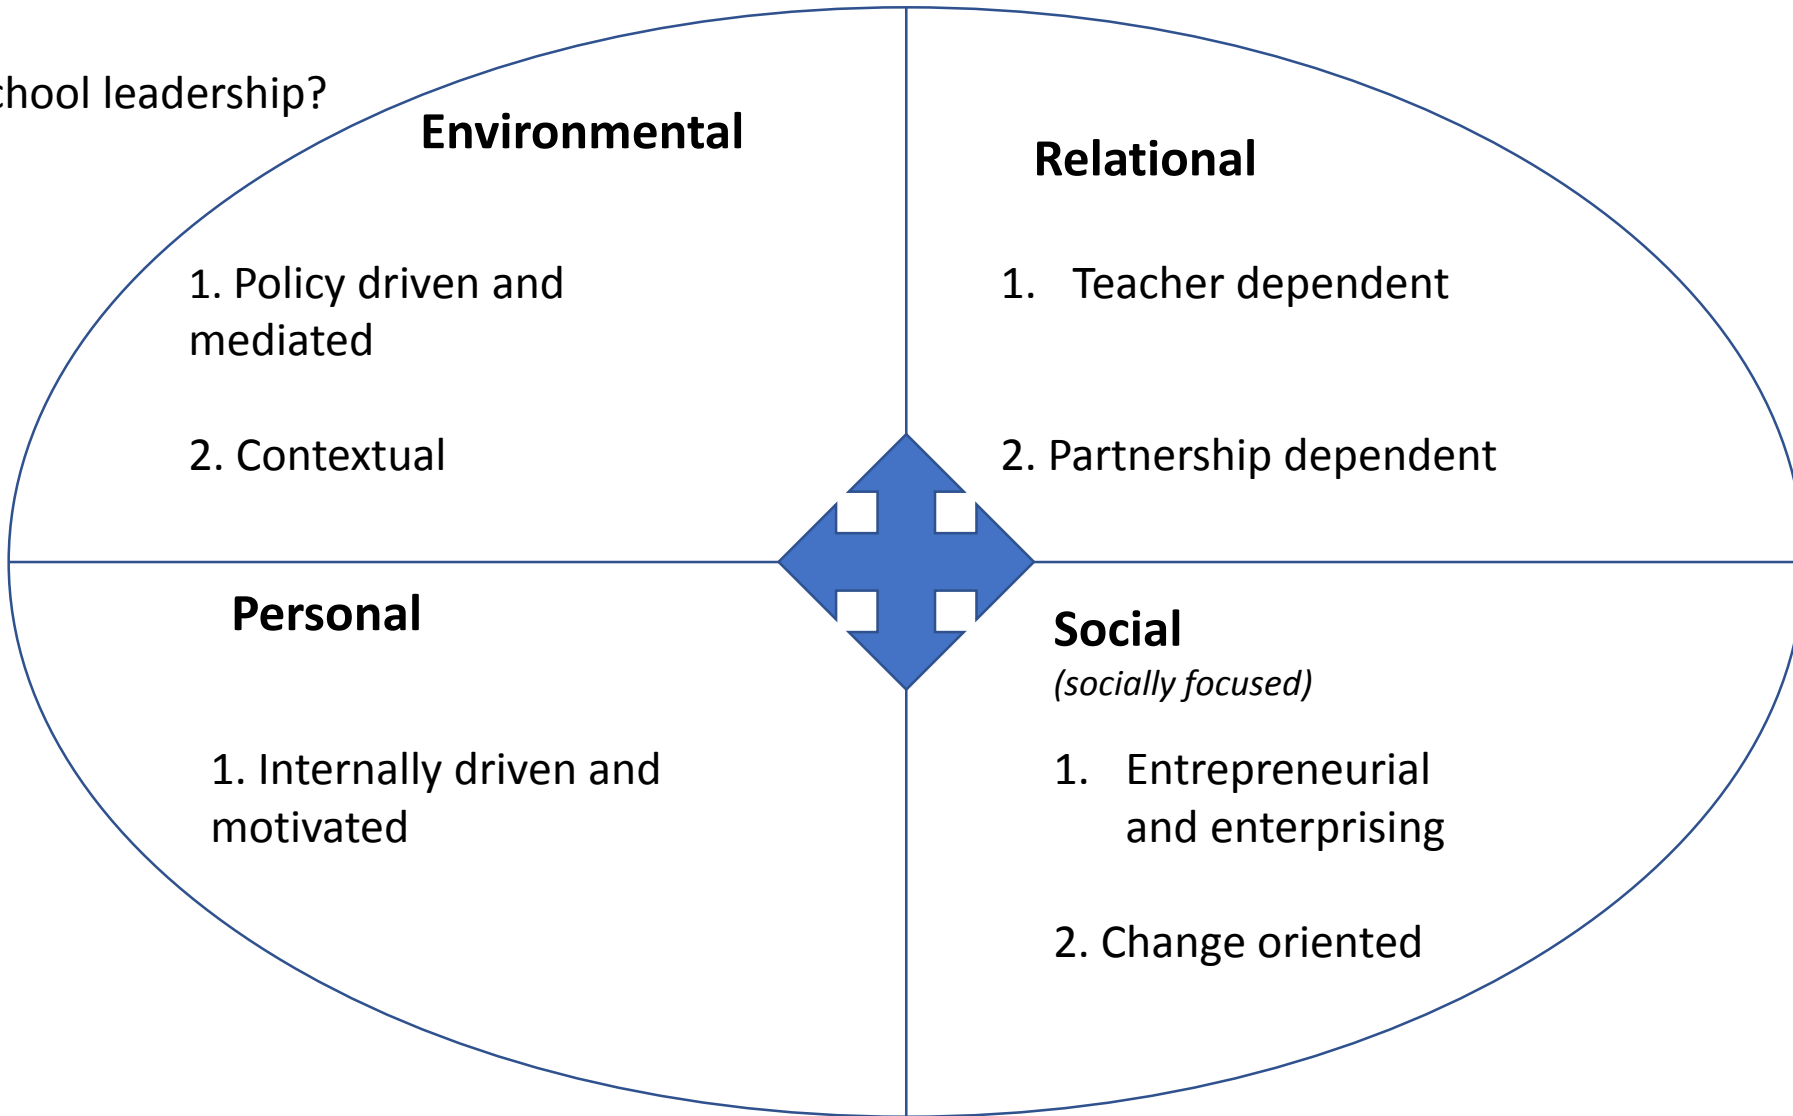 chool leadership?
Environmental
1. Policy driven and
mediated
2. Contextual
Relational
1. Teacher dependent
2. Partnership dependent
Personal
1. Internally driven and
motivated
Social
(socially focused)
1. Entrepreneurial
and enterprising
2. Change oriented